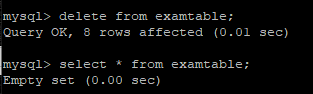 mysql> delete from examtable;
Query OK, 8 rows affected (0.01 sec)
mysql> select * from examtable;
Empty set (0.00 sec)